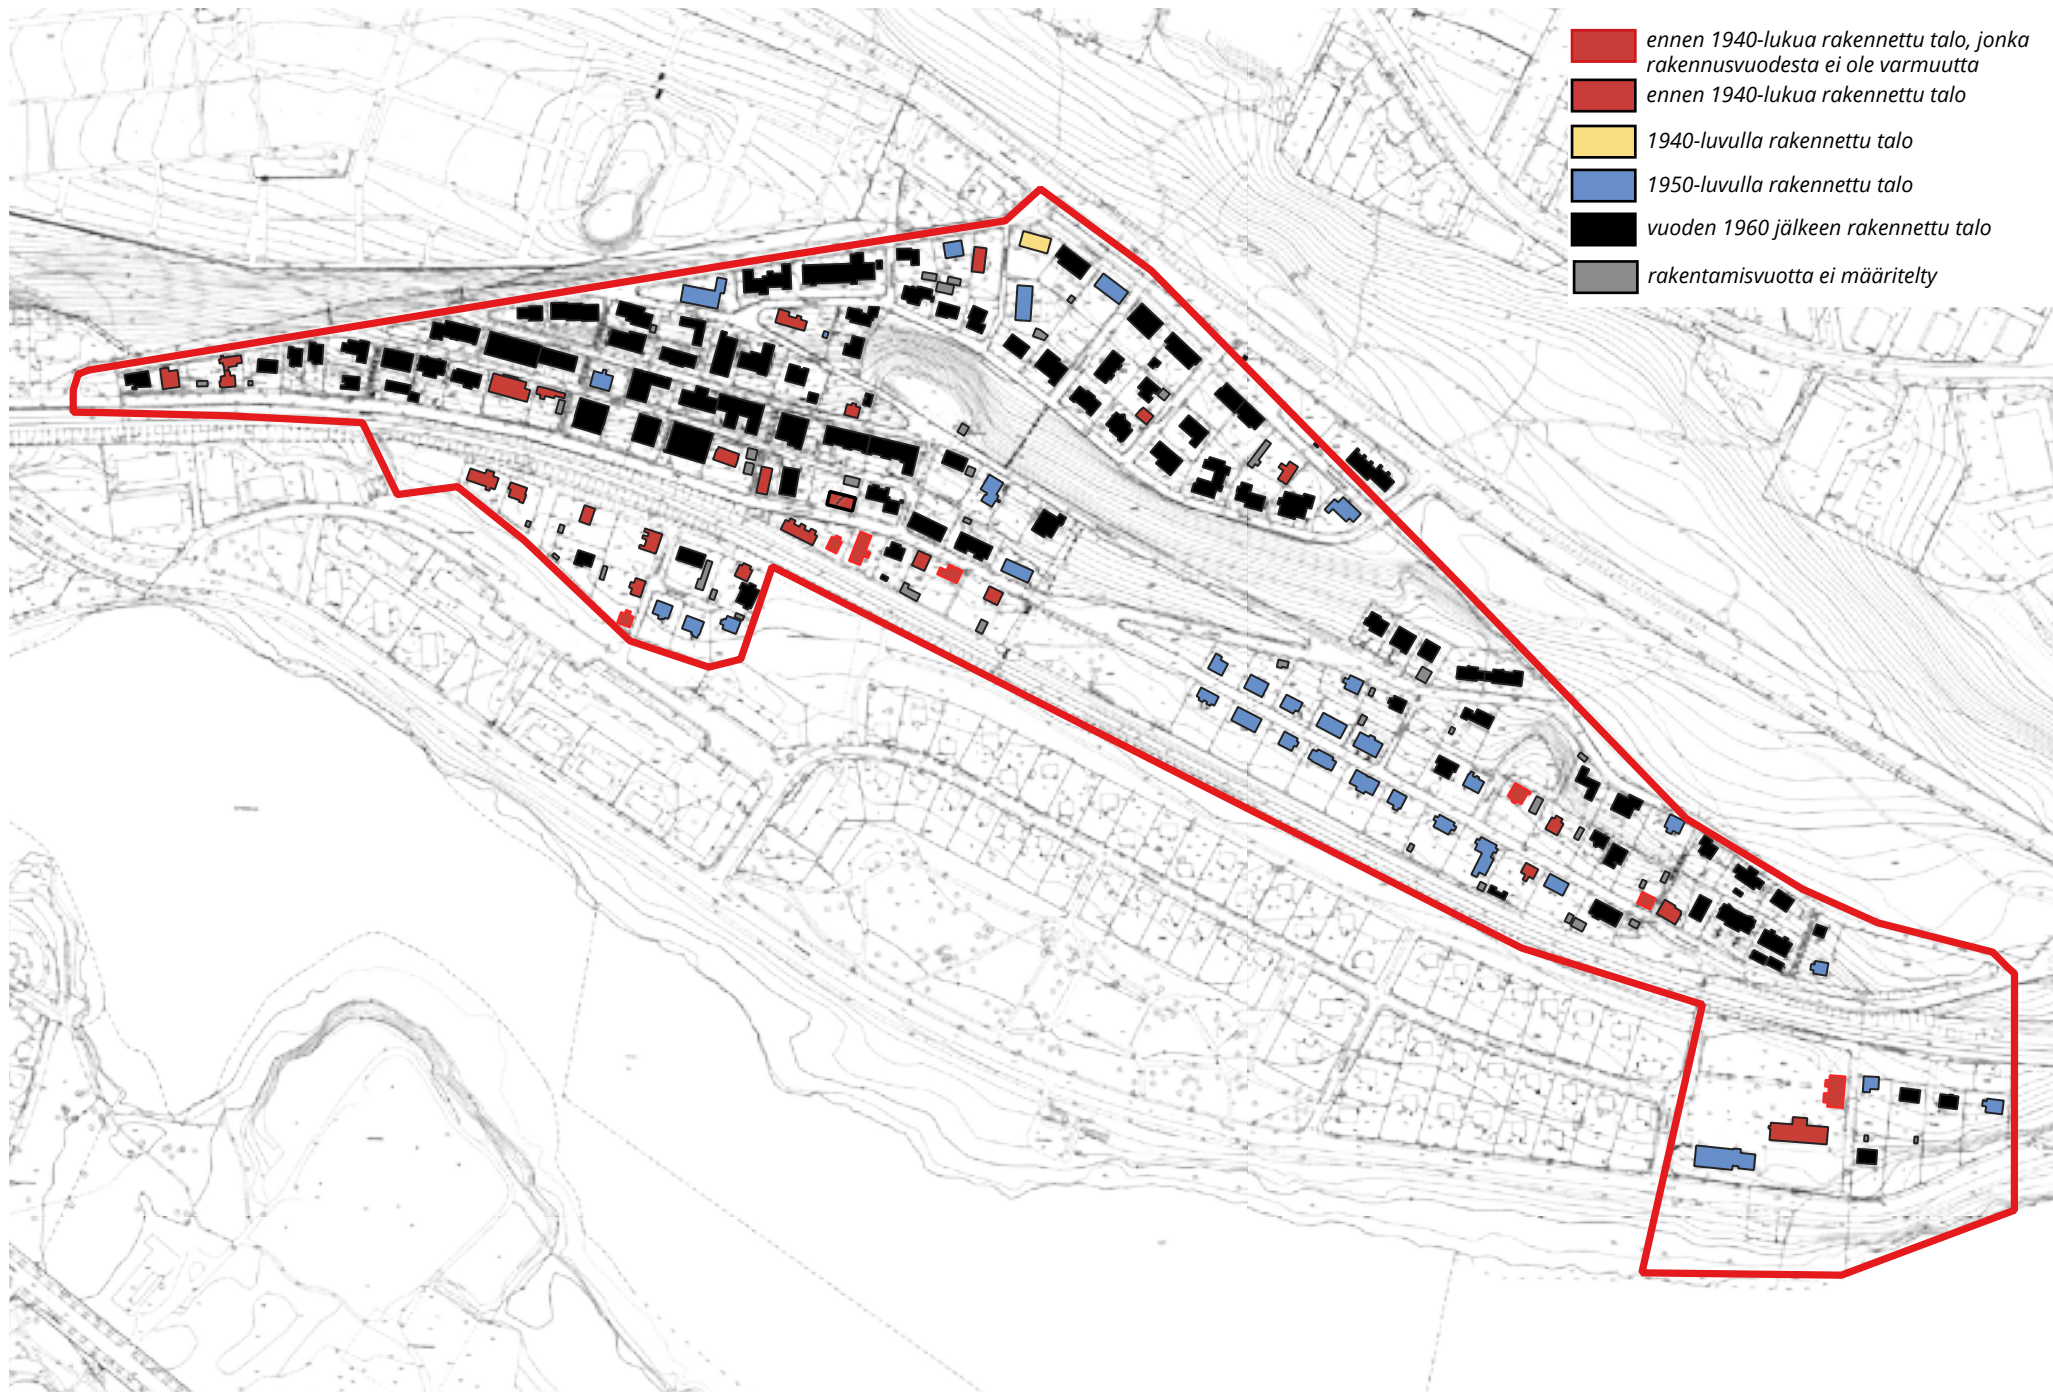 ennen 1940-lukua rakennettu talo, jonka
rakennusvuodesta ei ole varmuutta
ennen 1940-lukua rakennettu talo
1940-luvulla rakennettu talo
1950-luvulla rakennettu talo
vuoden 1960 jälkeen rakennettu talo
rakentamisvuotta ei määritelty